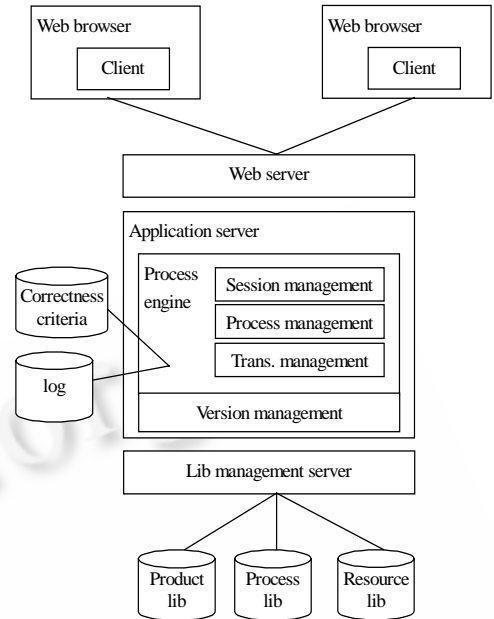 Web browser
Client
Web browser
Client
Web server
Application server
Process
engine
Session management
Process management
Trans. management
Version management
Correctness
criteria
log
Lib management server
Product
lib
Process
lib
Resource
lib